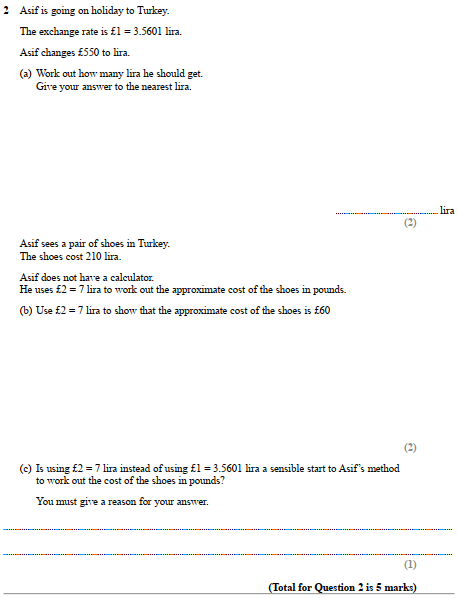 2 Asif is going on holiday to Turkey.
The exchange rate is £1 = 3.5601 lira.
Asif changes £550 to lira.
(a) Work out how many lira he should get.
Give your answer to the nearest lira.
lira
(2)
Asif sees a pair of shoes in Turkey.
The shoes cost 210 lira.
Asif does not have a calculator.
He uses £2 = 7 lira to work out the approximate cost of the shoes in pounds.
(b) Use £2 = 7 lira to show that the approximate cost of the shoes is £60
(2)
(c) Is using £2 = 7 lira instead of using £1 = 3.5601 lira a sensible start to Asif's method
to work out the cost of the shoes in pounds?
You must give a reason for your answer.
(1)
(Total for Question 2 is 5 marks)